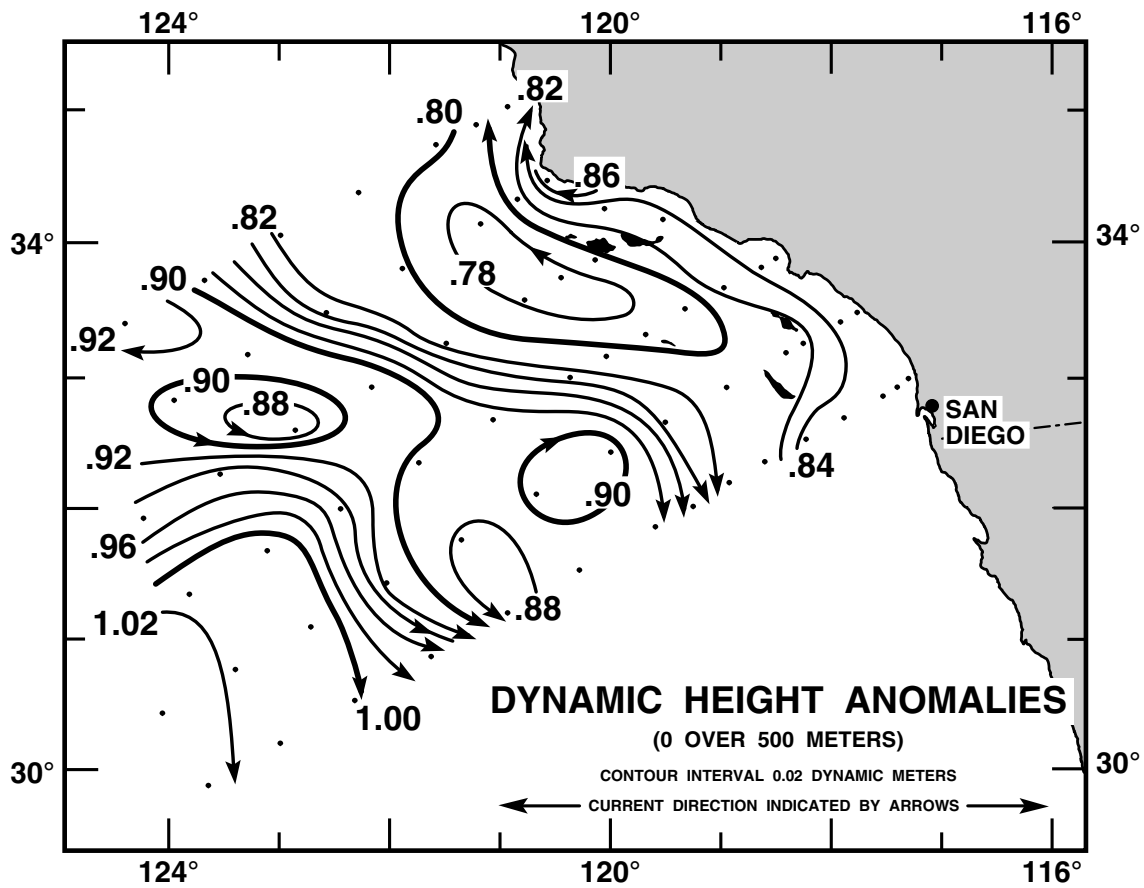 124° 120° 116°
.82
.80
.86
.82
34° 34°
.78
.90
.92
.90
.88
SAN
DIEGO
.92
.84
.90
.96
.88
1.02
DYNAMIC HEIGHT ANOMALIES
1.00
(0 OVER 500 METERS)
30° 30°
CONTOUR INTERVAL 0.02 DYNAMIC METERS
CURRENT DIRECTION INDICATED BY ARROWS
124° 120° 116°